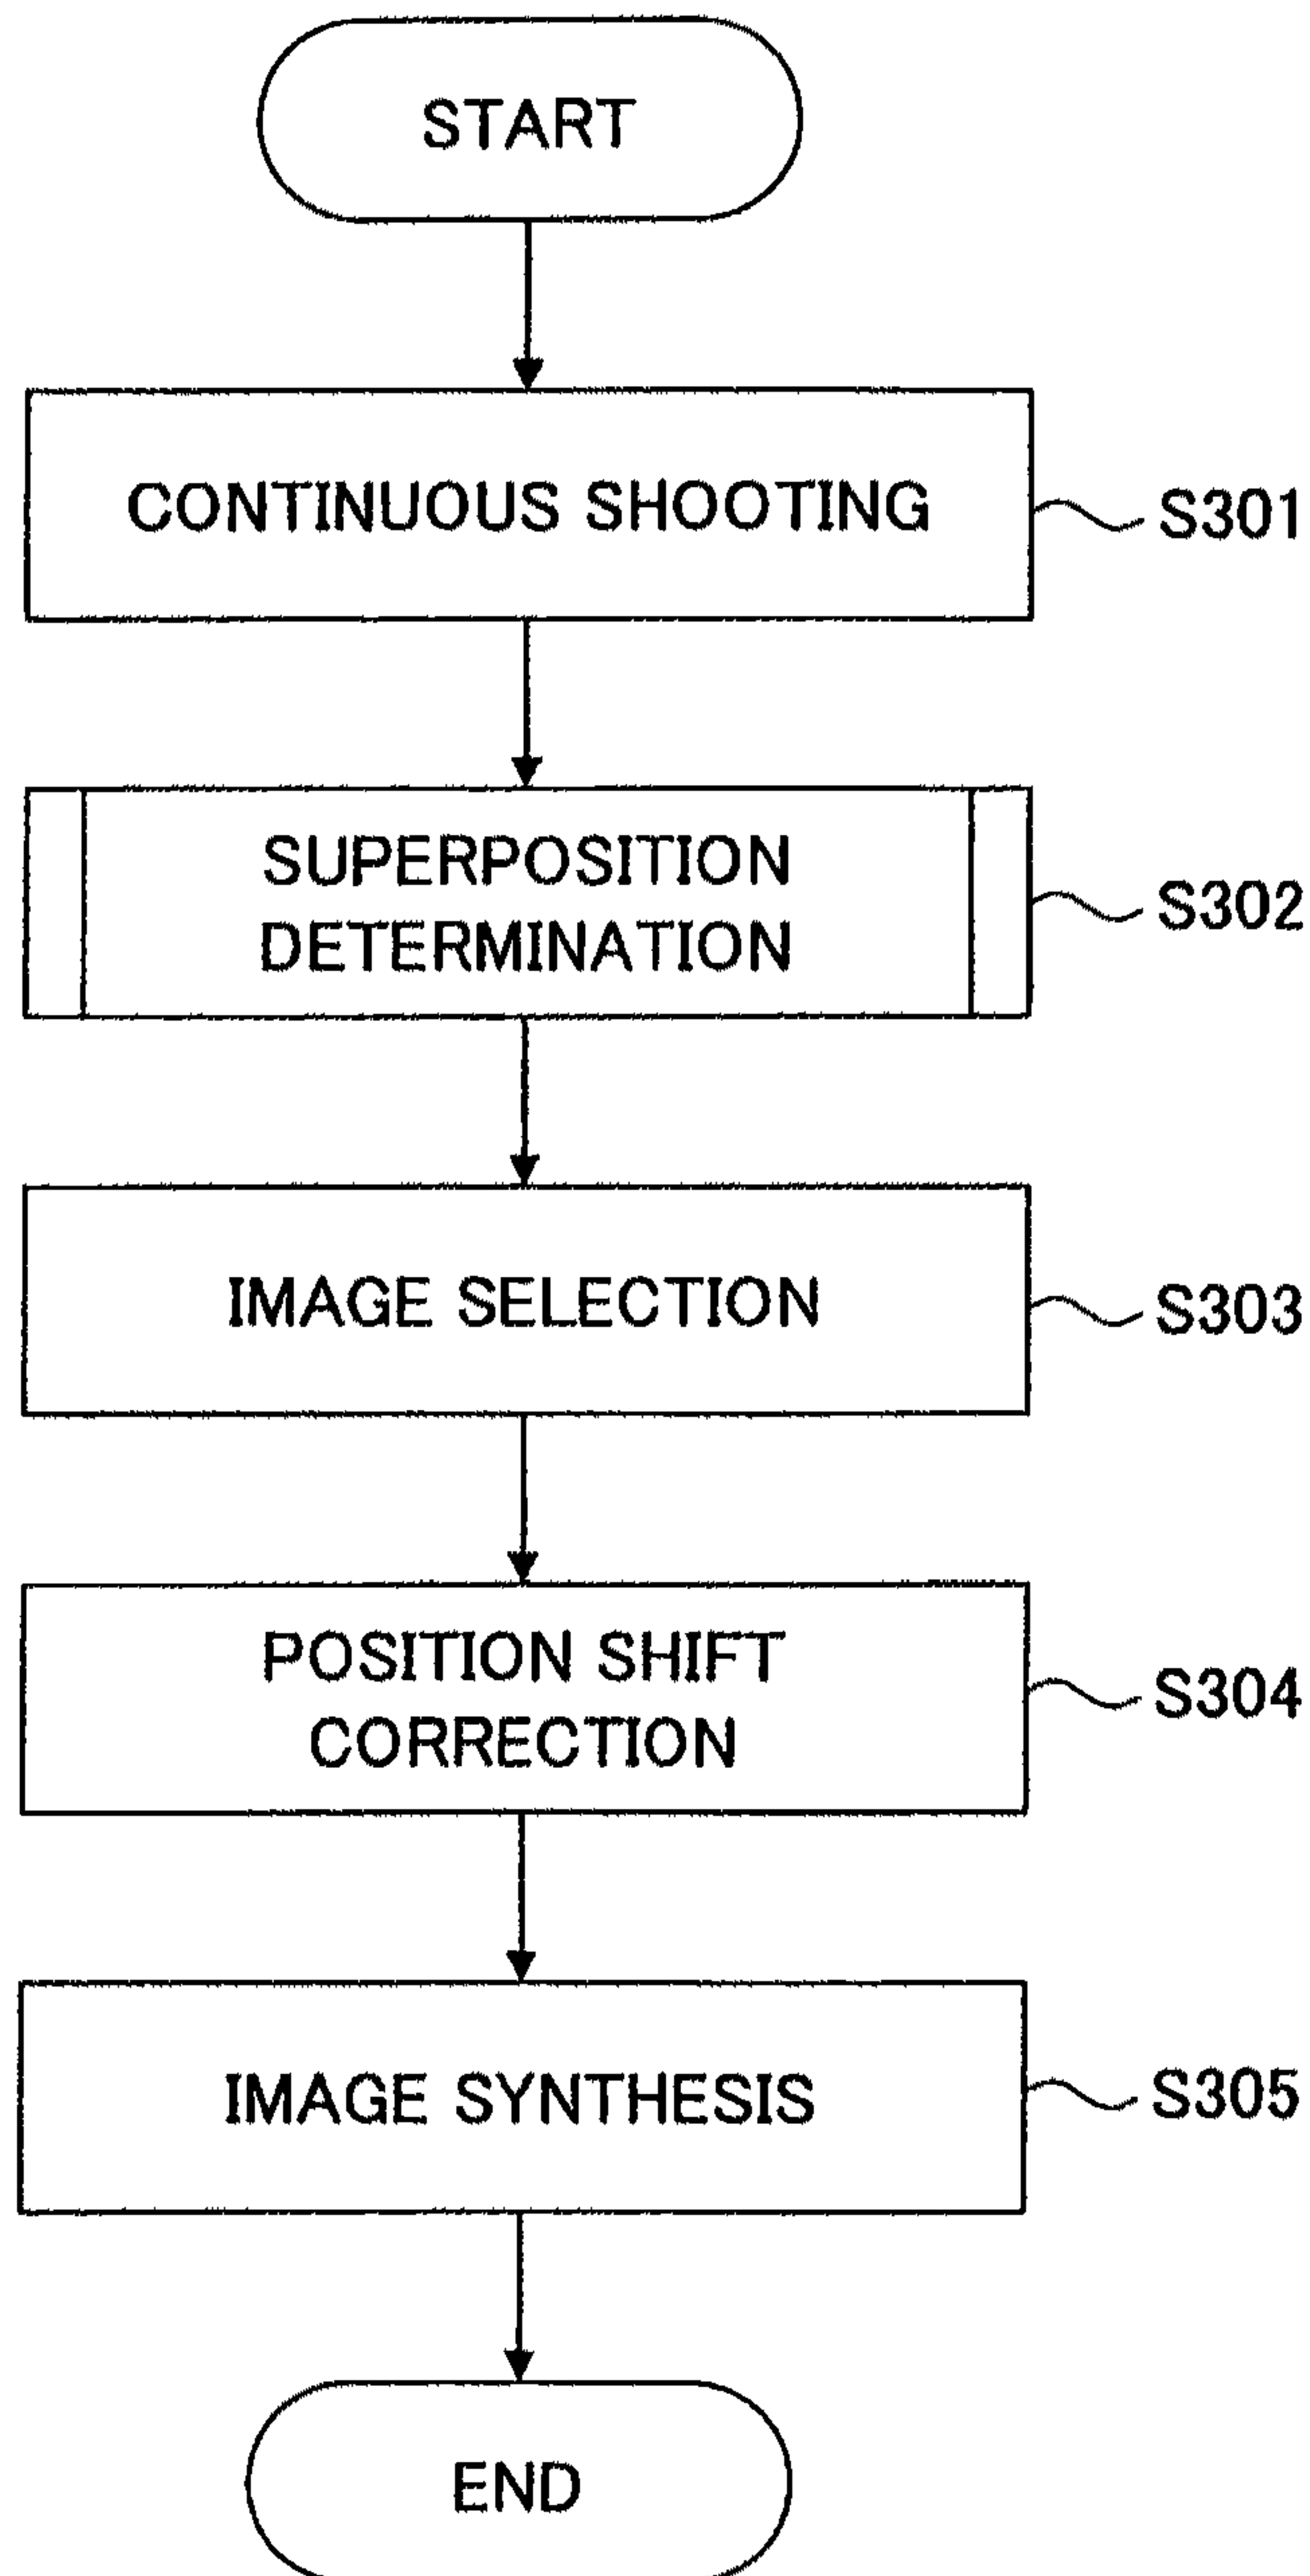 START
CONTINUOUS SHOOTING
S301
SUPERPOSITION
DETERMINATION
S302
IMAGE SELECTION
S303
POSITION SHIFT
CORRECTION
S304
IMAGE SYNTHESIS
S305
END